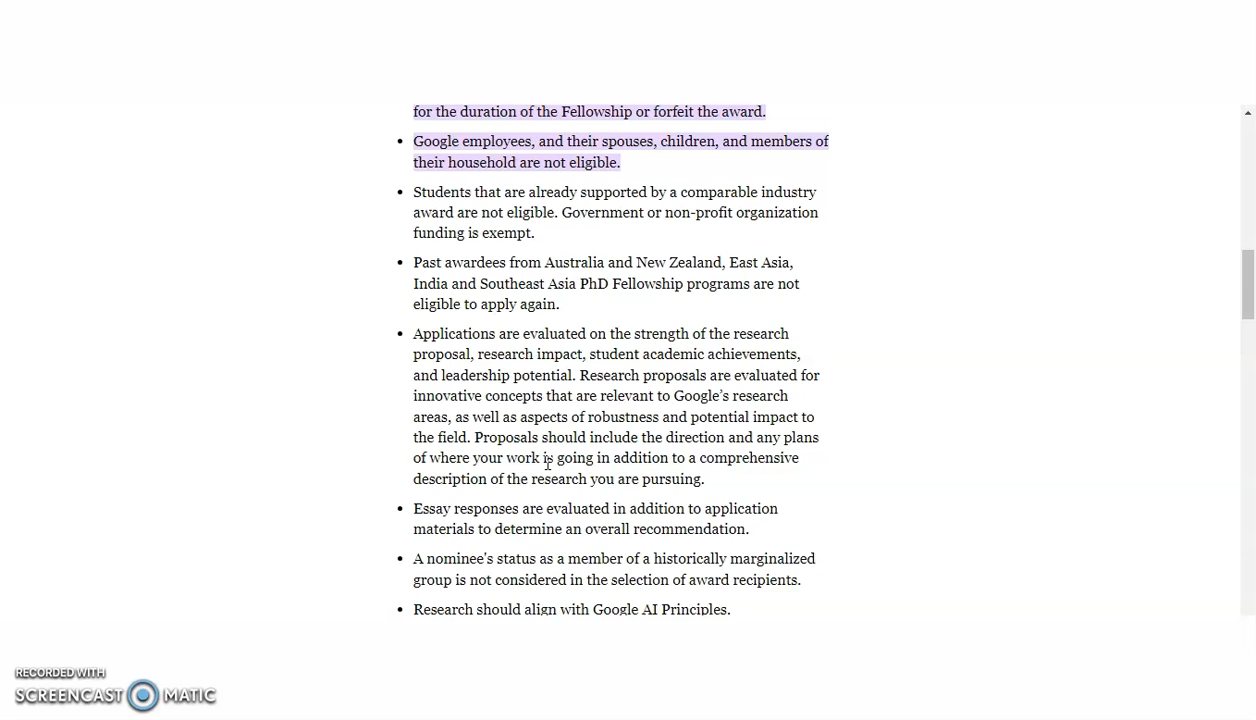 for the duration of the Fellowship or forfeit the award.
• Google employees, and their spouses, children, and members of
their household are not eligible.
• Students that are already supported by a comparable industry
award are not eligible. Government or non-profit organization
funding is exempt.
• Past awardees from Australia and New Zealand, East Asia,
India and Southeast Asia PhD Fellowship programs are not
eligible to apply again.
• Applications are evaluated on the strength of the research
proposal, research impact, student academic achievements,
and leadership potential. Research proposals are evaluated for
innovative concepts that are relevant to Google’s research
areas, as well as aspects of robustness and potential impact to
the field. Proposals should include the direction and any plans
of where your work is going in addition to a comprehensive
description of the research you are pursuing.
• Essay responses are evaluated in addition to application
materials to determine an overall recommendation.
• A nominee's status as a member of a historically marginalized
group is not considered in the selection of award recipients.
• Research should align with Google AI Principles.
RECORDED WITH
SCREENCAST MATIC